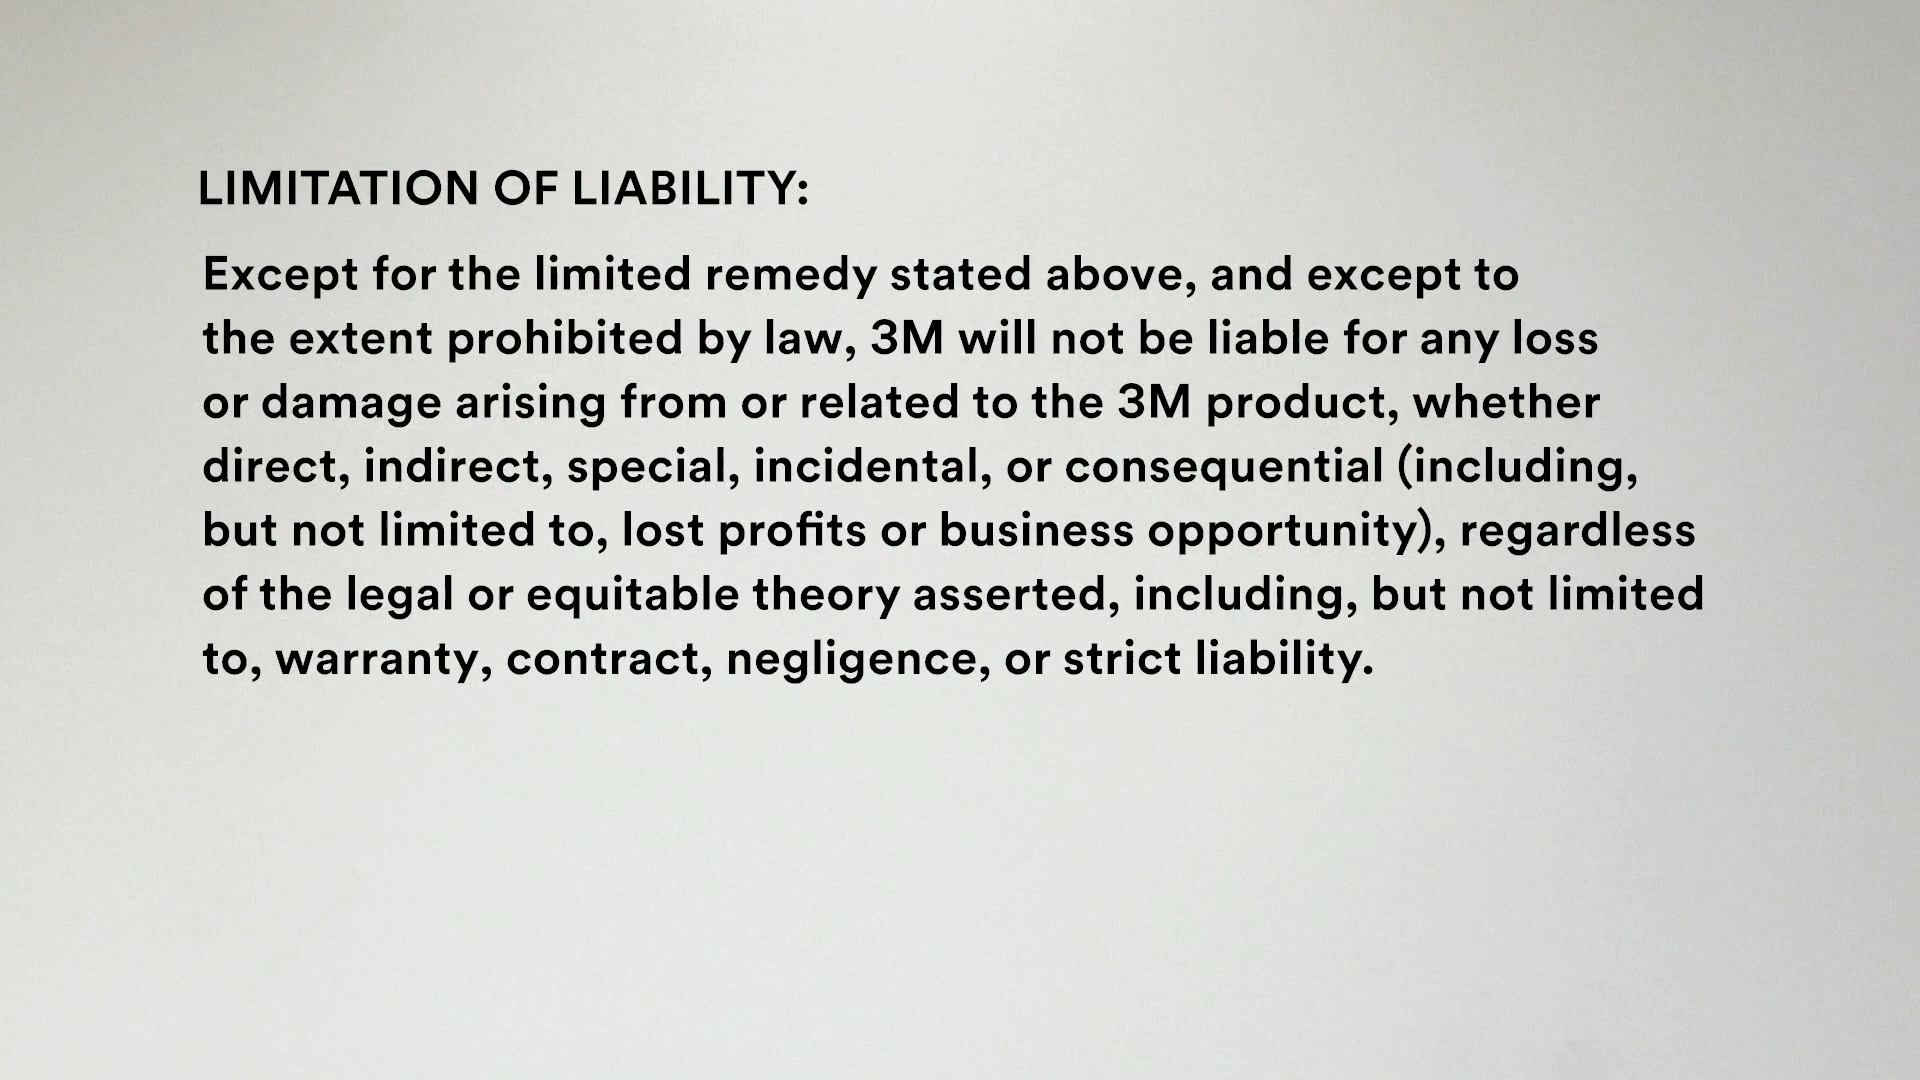 LIMITATION OF LIABILITY:
Except for the limited remedy stated above, and except to
the extent prohibited by law, 3M will not be liable for any loss
or damage arising from or related to the 3M product, whether
direct, indirect, special, incidental, or consequential (including,
but not limited to, lost profits or business opportunity), regardless
of the legal or equitable theory asserted, including, but not limited
to, warranty, contract, negligence, or strict liability.